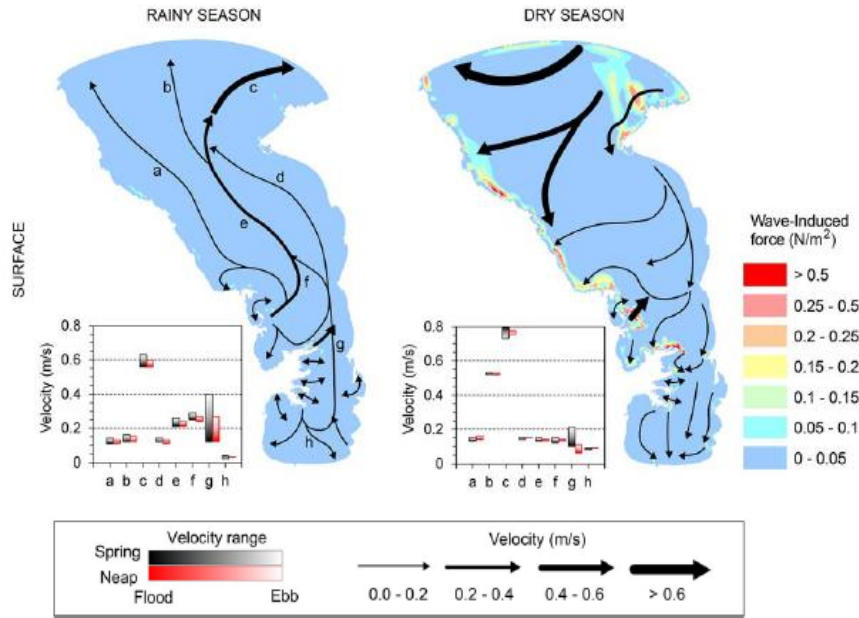 RAINY SEASON
DRY SEASON
SURFACE
a
b
c
d
e
f
g
h
Velocity (m/s)
0.8
0.6
0.4
0.2
0
a b c d e f g h
Velocity (m/s)
0.8
0.6
0.4
0.2
0
a b c d e f g h
Wave-Induced
force (N/m²)
> 0.5
0.25 - 0.5
0.2 - 0.25
0.15 - 0.2
0.1 - 0.15
0.05 - 0.1
0 - 0.05
Velocity range
Spring
Neap
Flood Ebb
Velocity (m/s)
0.0 - 0.2 0.2 - 0.4 0.4 - 0.6 > 0.6